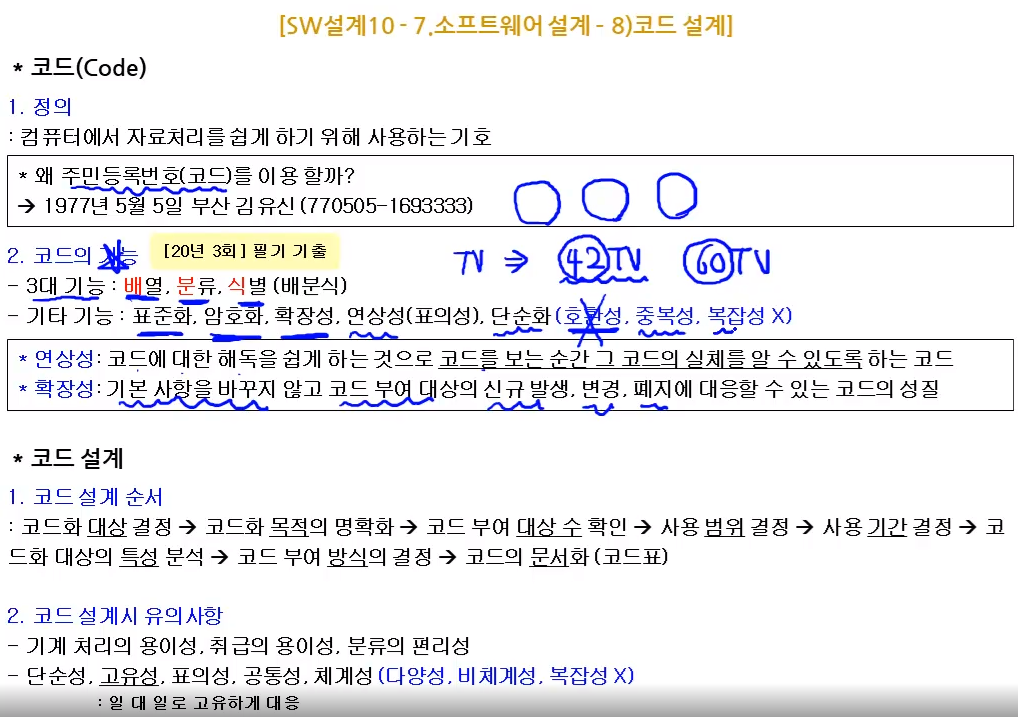 [SW설계10 - 7.소프트웨어 설계 - 8)코드 설계]
* 코드(Code)
1. 정의
: 컴퓨터에서 자료처리를 쉽게 하기 위해 사용하는 기호
* 왜 주민등록번호(코드)를 이용 할까?
→ 1977년 5월 5일 부산 김유신 (770505-1693333)
2. 코드의 기능
[20년 3회] 필기 기출
TV ⇒ 42TV 60TV
- 3대 기능 : 배열, 분류, 식별 (배분식)
- 기타 기능 : 표준화, 암호화, 확장성, 연상성(표의성), 단순화 (호환성, 중복성, 복잡성 X)
* 연상성: 코드에 대한 해독을 쉽게 하는 것으로 코드를 보는 순간 그 코드의 실체를 알 수 있도록 하는 코드
* 확장성: 기본 사항을 바꾸지 않고 코드 부여 대상의 신규 발생, 변경, 폐지에 대응할 수 있는 코드의 성질
* 코드 설계
1. 코드 설계 순서
: 코드화 대상 결정 → 코드화 목적의 명확화 → 코드 부여 대상 수 확인 → 사용 범위 결정 → 사용 기간 결정 → 코
드화 대상의 특성 분석 → 코드 부여 방식의 결정 → 코드의 문서화 (코드표)
2. 코드 설계시 유의사항
- 기계 처리의 용이성, 취급의 용이성, 분류의 편리성
- 단순성, 고유성, 표의성, 공통성, 체계성 (다양성, 비체계성, 복잡성 X)
: 일 대 일로 고유하게 대응